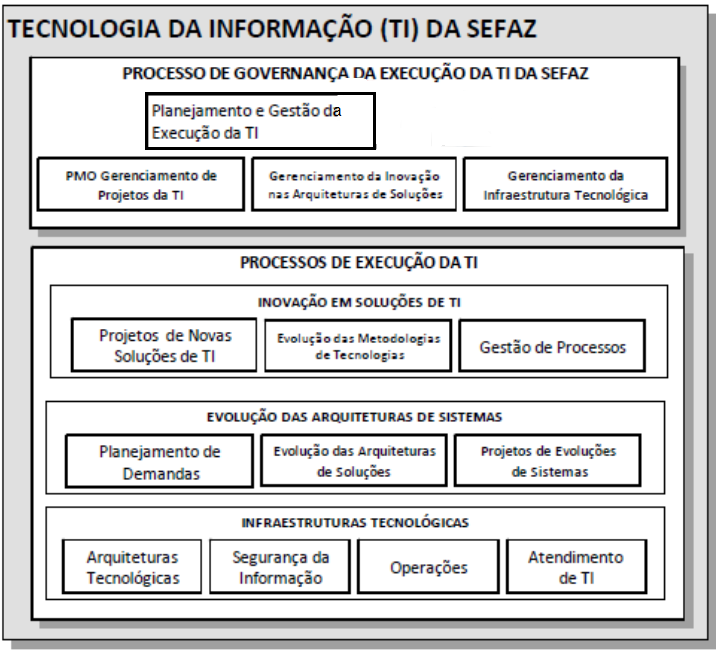 TECNOLOGIA DA INFORMAÇÃO (TI) DA SEFAZ
PROCESSO DE GOVERNANÇA DA EXECUÇÃO DA TI DA SEFAZ
Planejamento e Gestão da
Execução da TI
PMO Gerenciamento de
Projetos da TI
Gerenciamento da Inovação
nas Arquiteturas de Soluções
Gerenciamento da
Infraestrutura Tecnológica
PROCESSOS DE EXECUÇÃO DA TI
INOVAÇÃO EM SOLUÇÕES DE TI
Projetos de Novas
Soluções de TI
Evolução das Metodologias
de Tecnologias
Gestão de Processos
EVOLUÇÃO DAS ARQUITETURAS DE SISTEMAS
Planejamento de
Demandas
Evolução das Arquiteturas
de Soluções
Projetos de Evoluções
de Sistemas
INFRAESTRUTURAS TECNOLÓGICAS
Arquiteturas
Tecnológicas
Segurança da
Informação
Operações
Atendimento
de TI